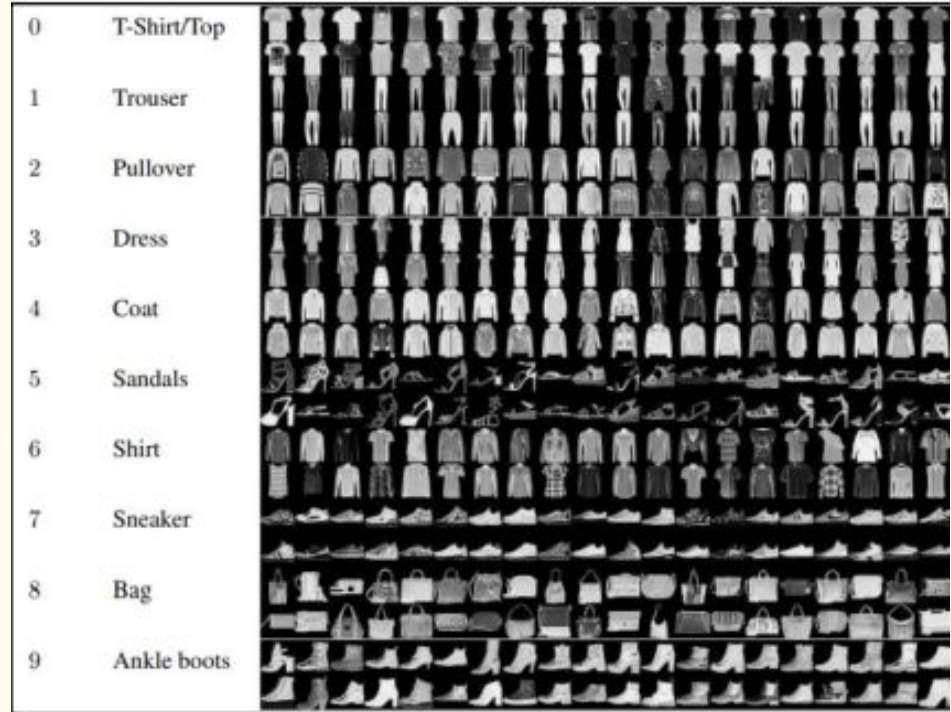 0 T-Shirt/Top
1 Trouser
2 Pullover
3 Dress
4 Coat
5 Sandals
6 Shirt
7 Sneaker
8 Bag
9 Ankle boots